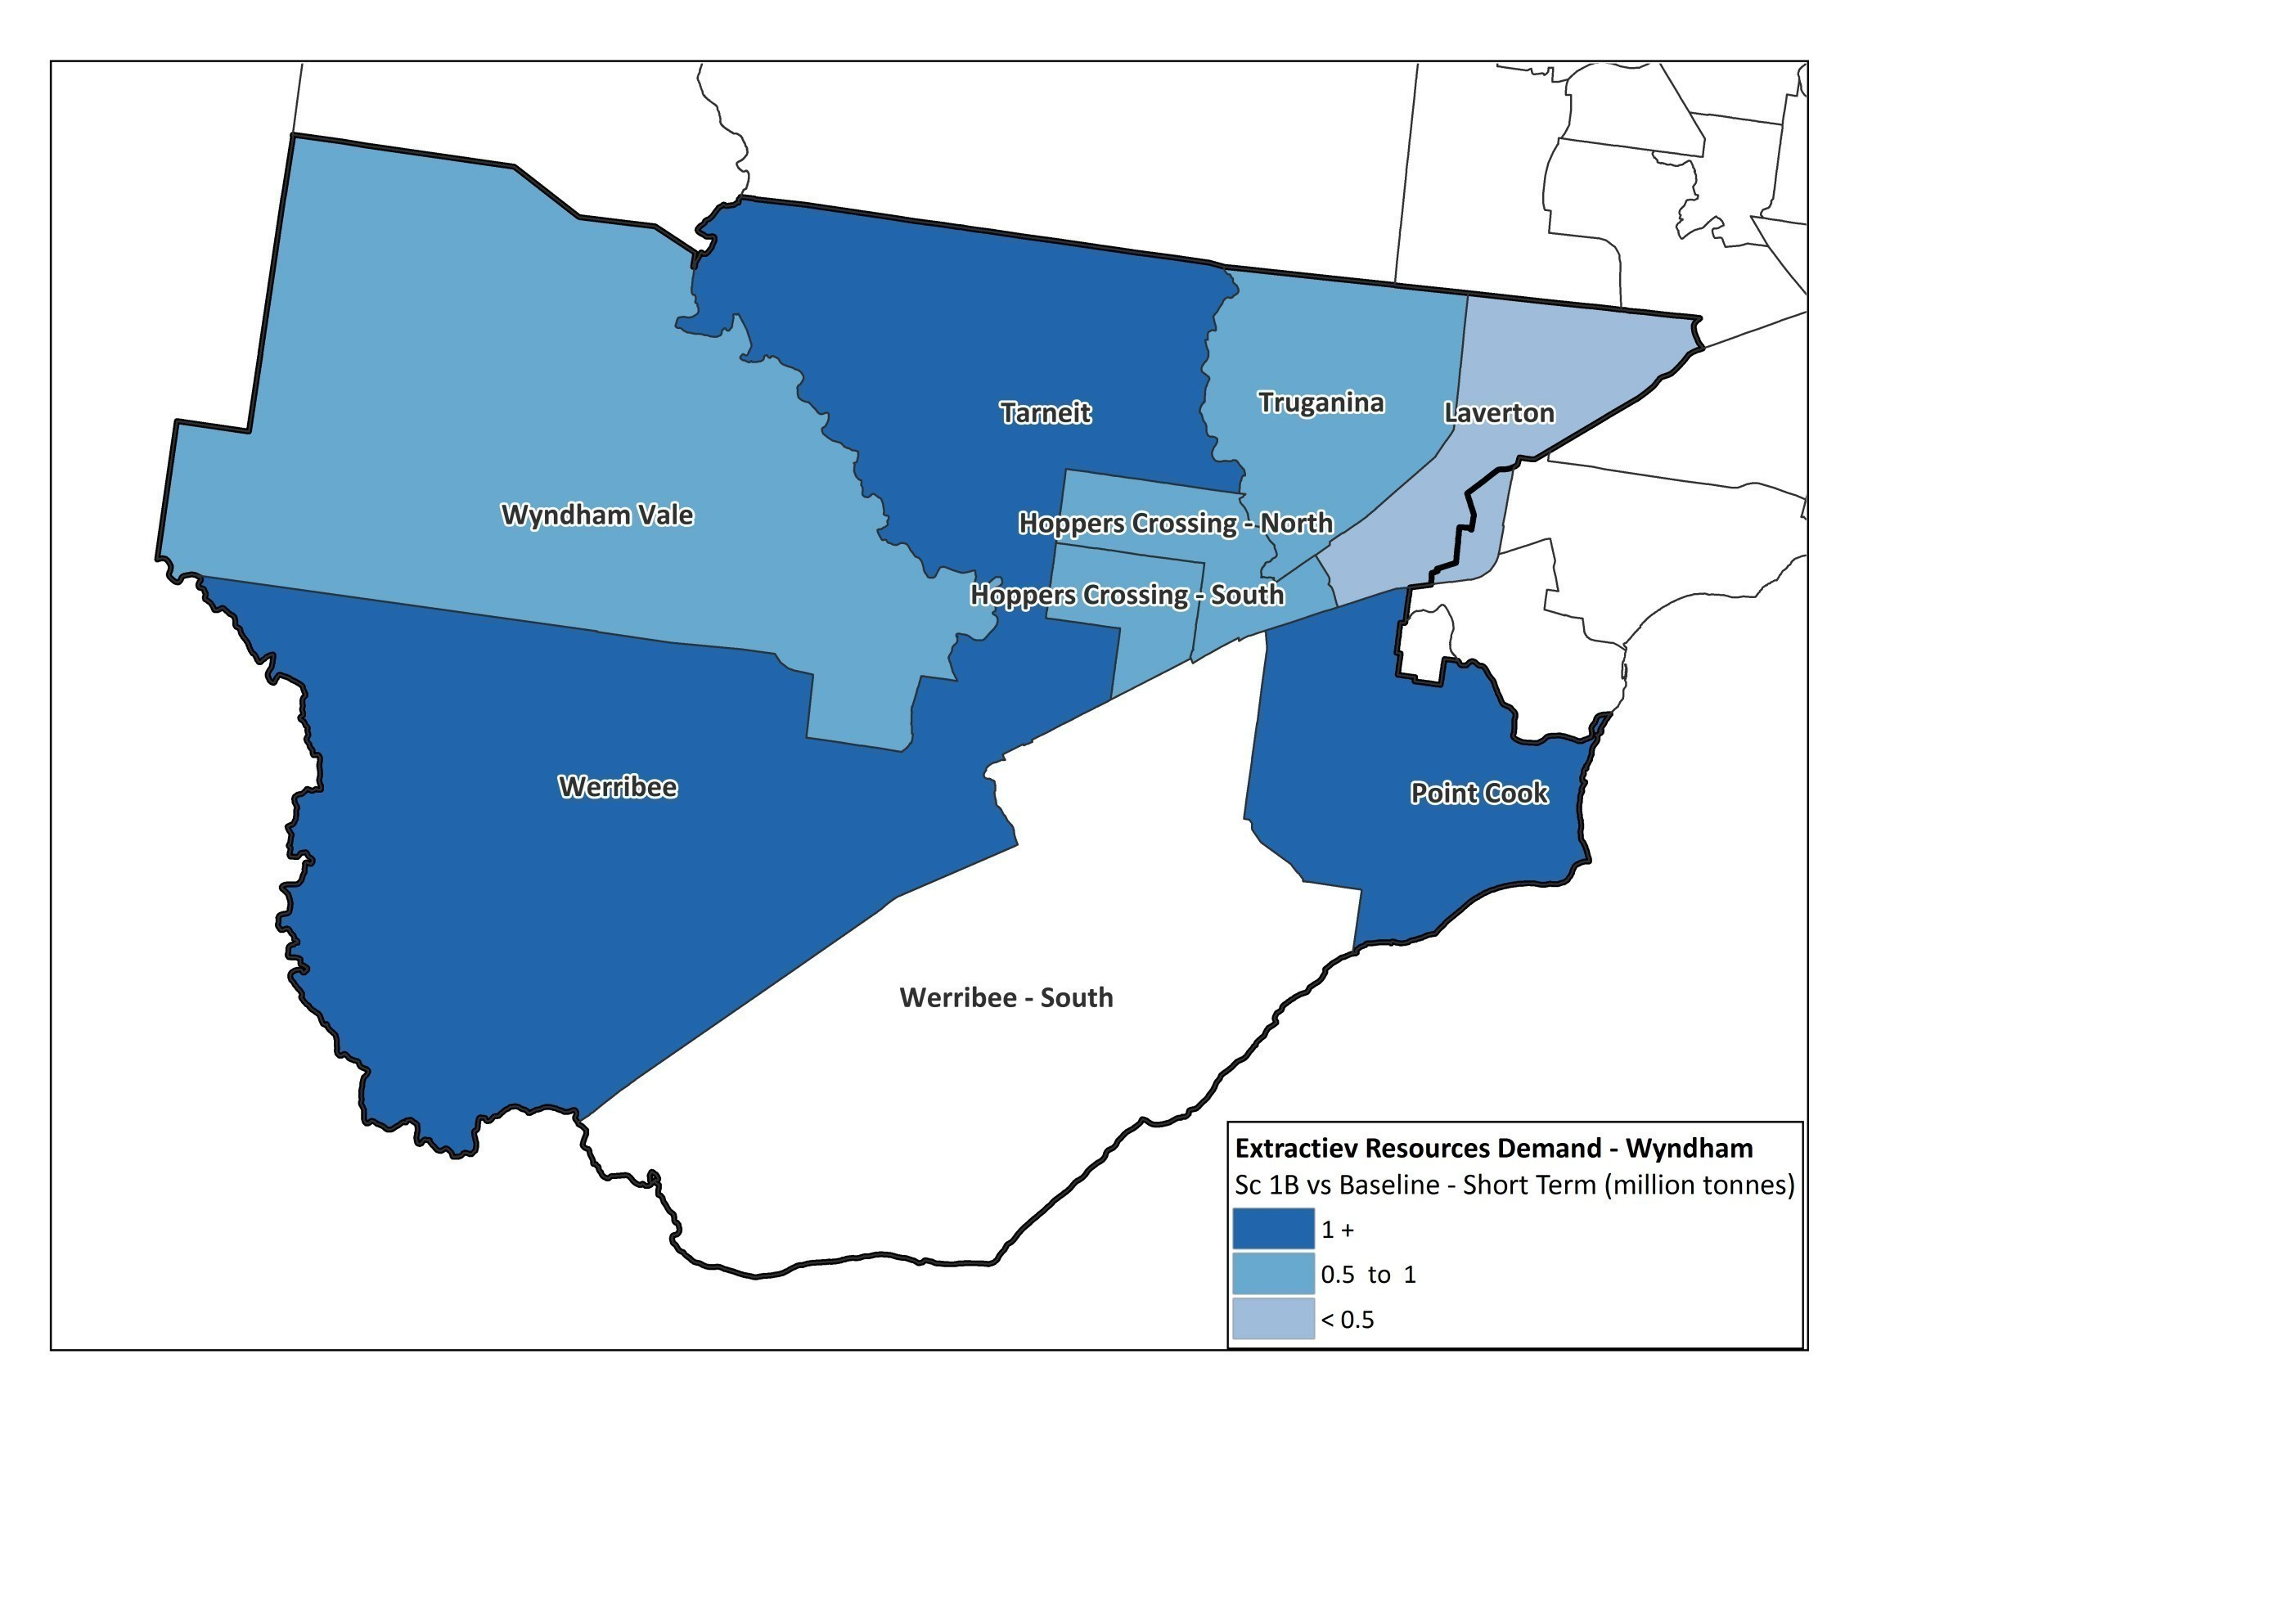 Tarneit
Truganina
Laverton
Wyndham Vale
Hoppers Crossing - North
Hoppers Crossing - South
Werribee
Point Cook
Werribee - South
Extractiev Resources Demand - Wyndham
Sc 1B vs Baseline - Short Term (million tonnes)
1 +
0.5 to 1
< 0.5